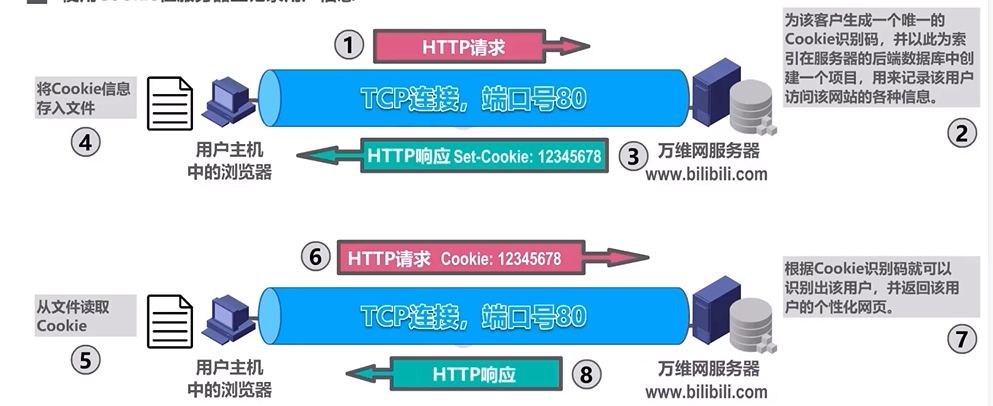 ①
HTTP请求
为该客户生成一个唯一的
Cookie识别码，并以此为索
引在服务器的后端数据库中创
建一个项目，用来记录该用户
访问该网站的各种信息。
②
将Cookie信息
存入文件
④
TCP连接，端口号80
用户主机
中的浏览器
HTTP响应 Set-Cookie: 12345678
③
万维网服务器
www.bilibili.com
⑥
HTTP请求 Cookie: 12345678
根据Cookie识别码就可以
识别出该用户，并返回该用
户的个性化网页。
⑦
从文件读取
Cookie
⑤
TCP连接，端口号80
用户主机
中的浏览器
HTTP响应
⑧
万维网服务器
www.bilibili.com